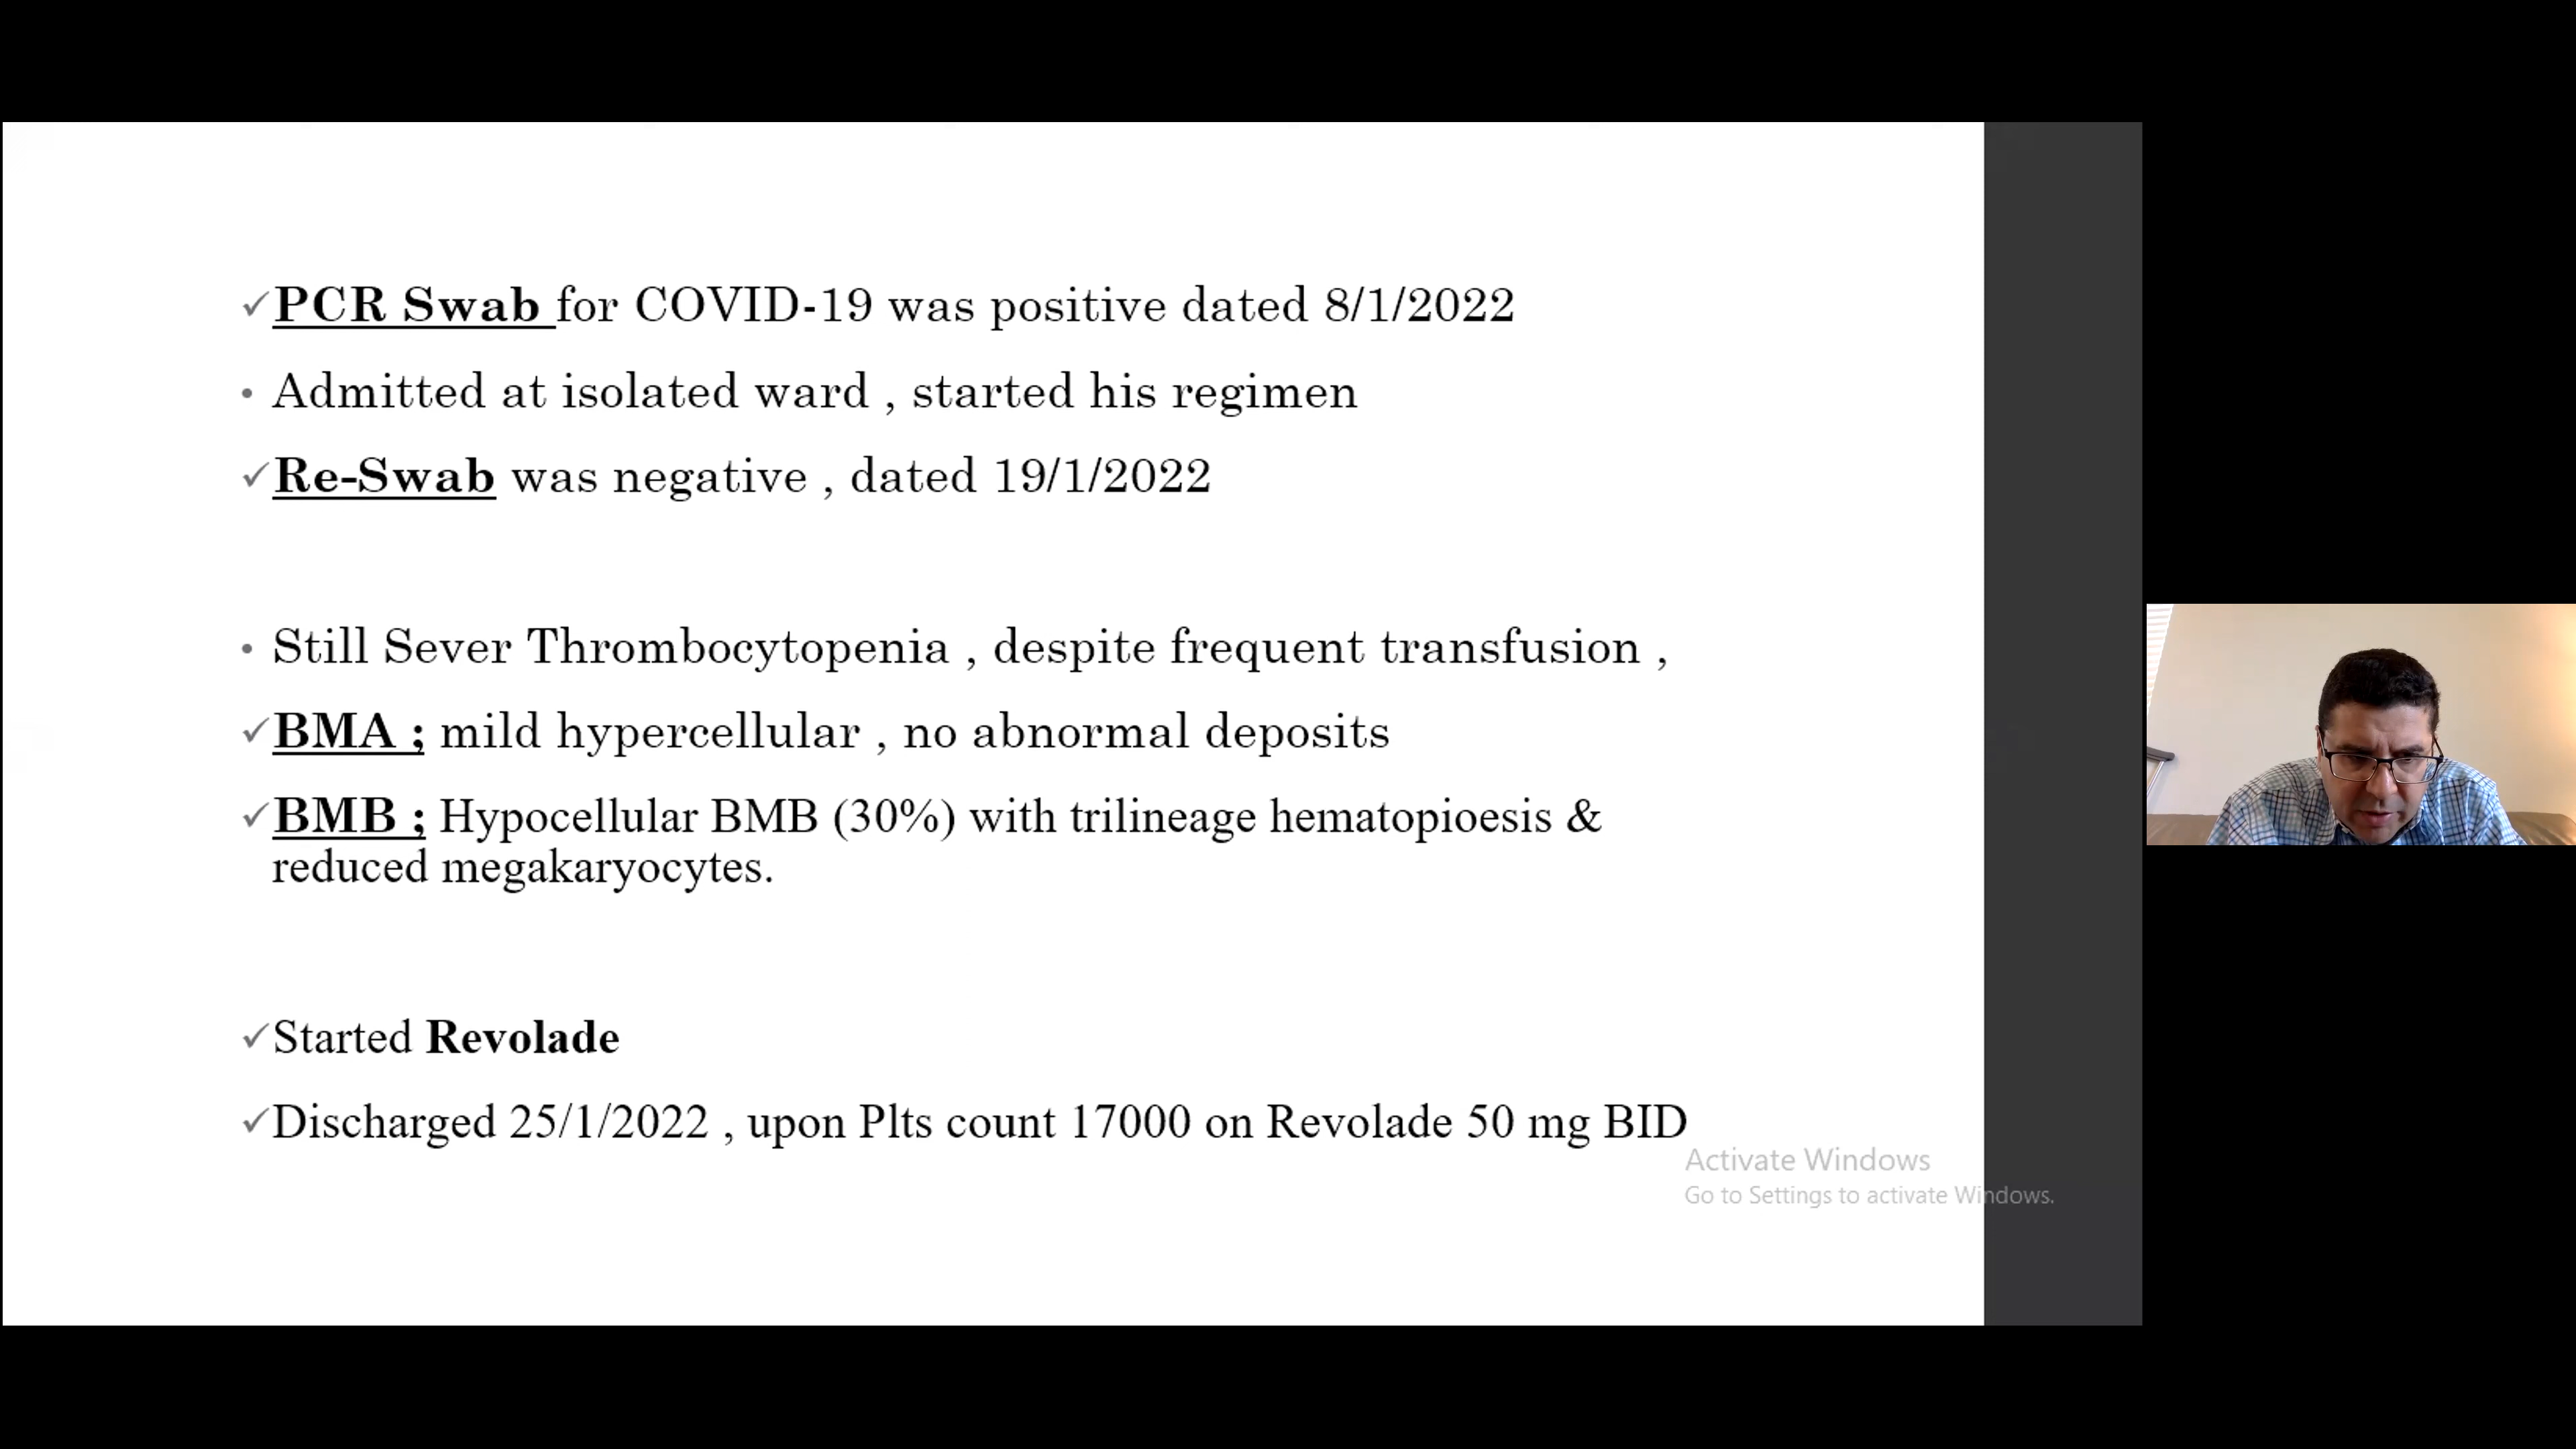 PCR Swab for COVID-19 was positive dated 8/1/2022
Admitted at isolated ward , started his regimen
Re-Swab was negative , dated 19/1/2022
Still Sever Thrombocytopenia , despite frequent transfusion ,
BMA ; mild hypercellular , no abnormal deposits
BMB ; Hypocellular BMB (30%) with trilineage hematopioesis &
reduced megakaryocytes.
Started Revolade
Discharged 25/1/2022 , upon Plts count 17000 on Revolade 50 mg BID
Activate Windows
Go to Settings to activate Windows.